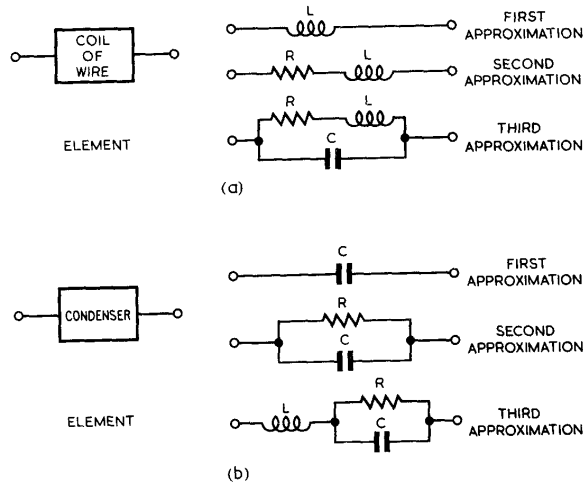 COIL
OF
WIRE
ELEMENT
L
FIRST
APPROXIMATION
R L
SECOND
APPROXIMATION
R L
C
THIRD
APPROXIMATION
(a)
CONDENSER
ELEMENT
C
FIRST
APPROXIMATION
R
C
SECOND
APPROXIMATION
L
R
C
THIRD
APPROXIMATION
(b)